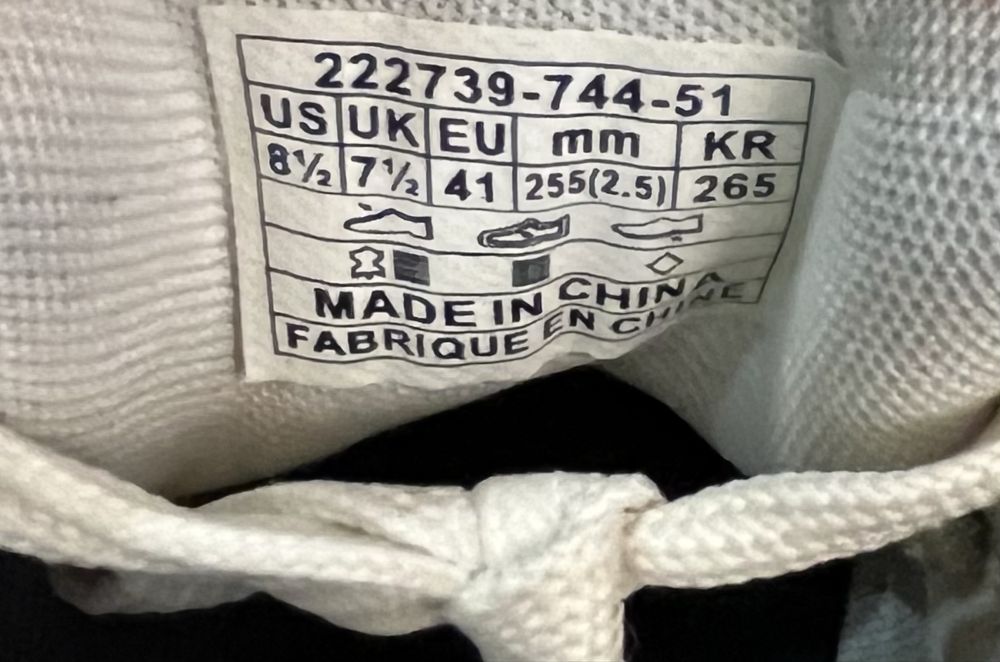 222739-744-51
US UK EU mm KR
8½ 7½ 41 255(2.5) 265
MADE IN CHINA
FABRIQUE EN CHINE